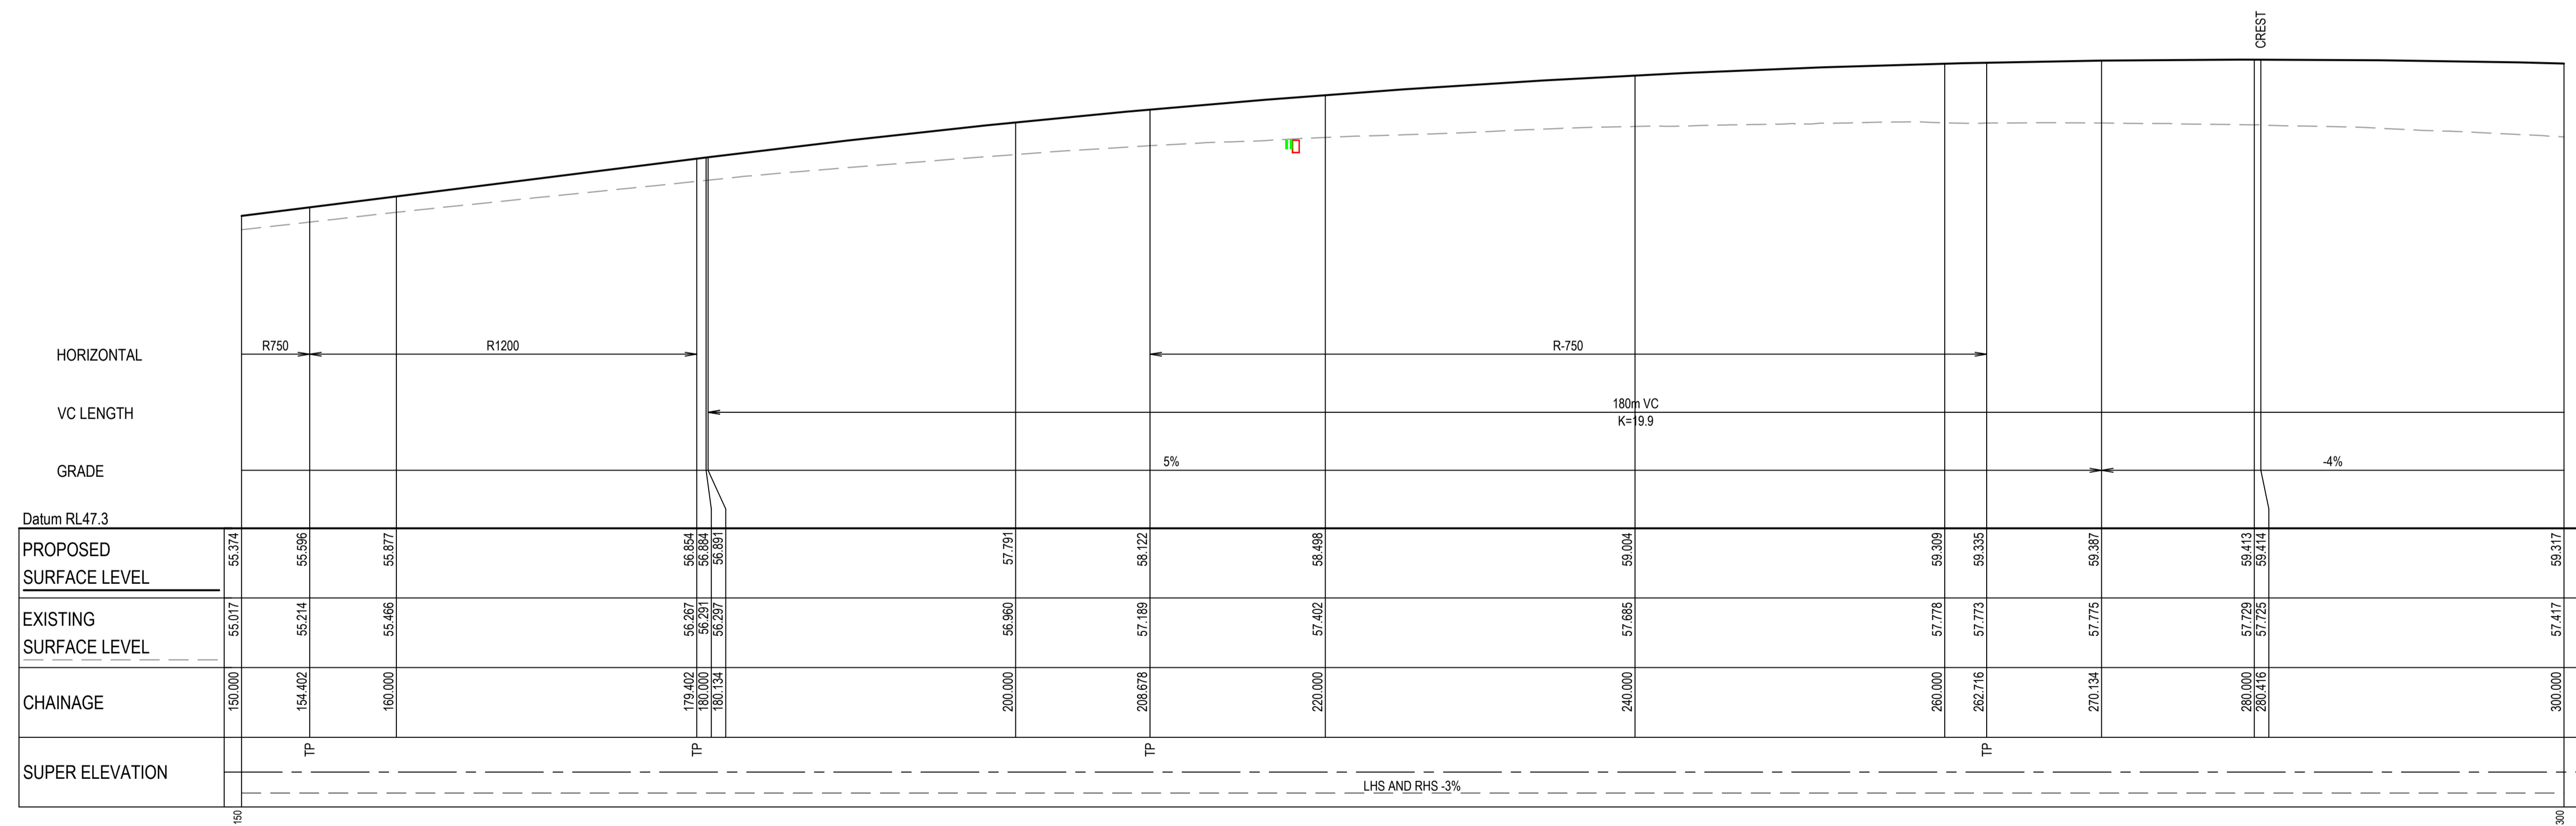 CREST
HORIZONTAL
R750
R1200
R-750
VC LENGTH
180m VC
K=19.9
GRADE
5%
-4%
Datum RL47.3
PROPOSED
SURFACE LEVEL
55.374 55.596 55.877 56.854 56.884 56.891 57.791 58.122 58.498 59.004 59.309 59.335 59.387 59.413 59.414 59.317
EXISTING
SURFACE LEVEL
55.017 55.214 55.466 56.267 56.291 56.297 56.960 57.189 57.402 57.685 57.778 57.773 57.775 57.729 57.725 57.417
CHAINAGE
150.000 154.402 160.000 179.402 180.000 180.134 200.000 208.678 220.000 240.000 260.000 262.716 270.134 280.000 280.416 300.000
TP TP TP TP
SUPER ELEVATION
LHS AND RHS -3%
150 300